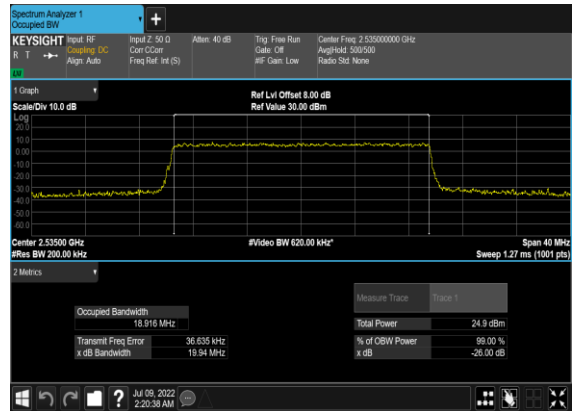 Spectrum Analyzer 1
Occupied BW
+
KEYSIGHT
R T
LV
Input: RF
Coupling: DC
Align: Auto
Input Z: 50 Ω
Corr CCorr
Freq Ref: Int (S)
Atten: 40 dB
Trig: Free Run
Gate: Off
#IF Gain: Low
Center Freq: 2.535000000 GHz
Avg|Hold: 500/500
Radio Std: None
1 Graph
Scale/Div 10.0 dB
Ref Lvl Offset 8.00 dB
Ref Value 30.00 dBm
Log
20.0
10.0
0.00
-10.0
-20.0
-30.0
-40.0
-50.0
-60.0
Center 2.53500 GHz
#Res BW 200.00 kHz
#Video BW 620.00 kHz*
Span 40 MHz
Sweep 1.27 ms (1001 pts)
2 Metrics
Measure Trace Trace 1
Occupied Bandwidth
18.916 MHz
Total Power 24.9 dBm
Transmit Freq Error 36.635 kHz
% of OBW Power 99.00 %
x dB Bandwidth 19.94 MHz
x dB -26.00 dB
?
Jul 09, 2022
2:20:38 AM